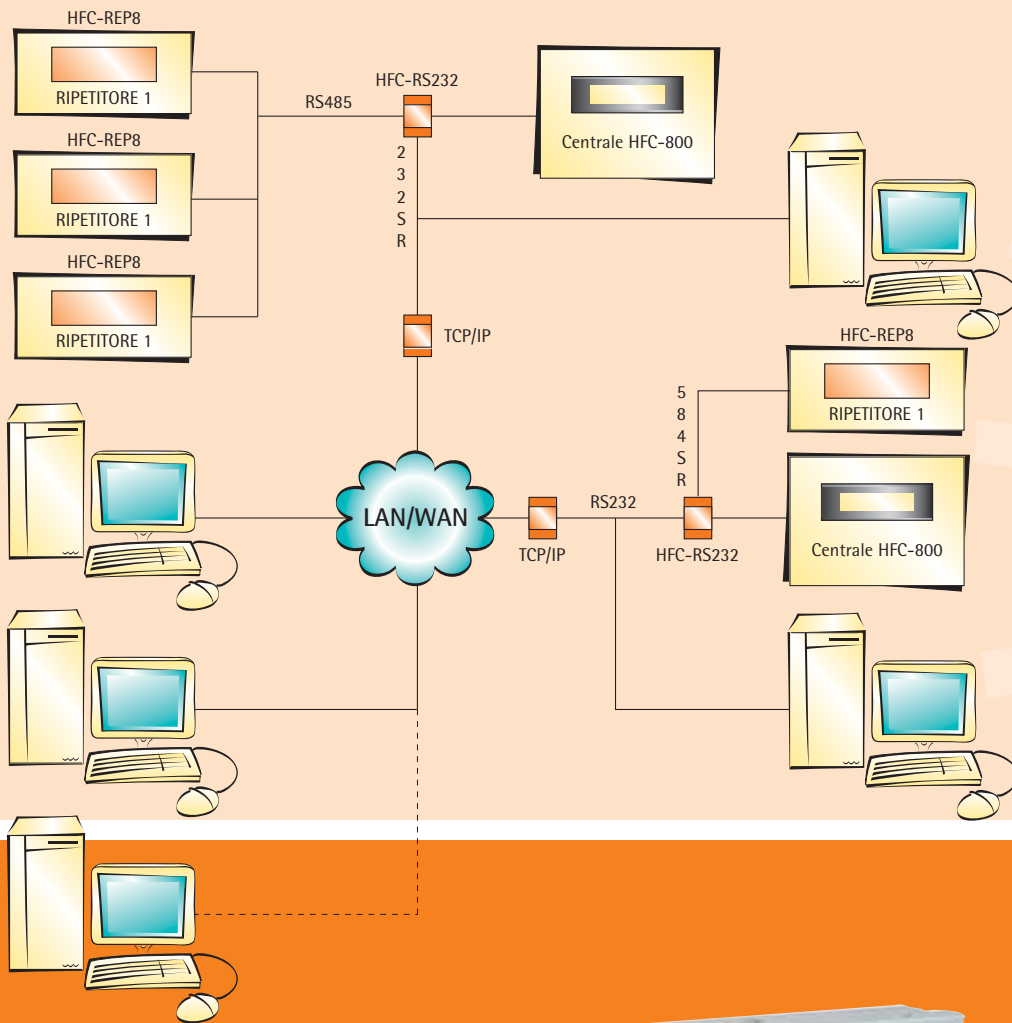 HFC-REP8
RIPETITORE 1
HFC-REP8
RIPETITORE 1
HFC-REP8
RIPETITORE 1
RS485
HFC-RS232
2
3
2
S
R
Centrale HFC-800
TCP/IP
LAN/WAN
TCP/IP
RS232
5
8
4
S
R
HFC-RS232
HFC-REP8
RIPETITORE 1
Centrale HFC-800